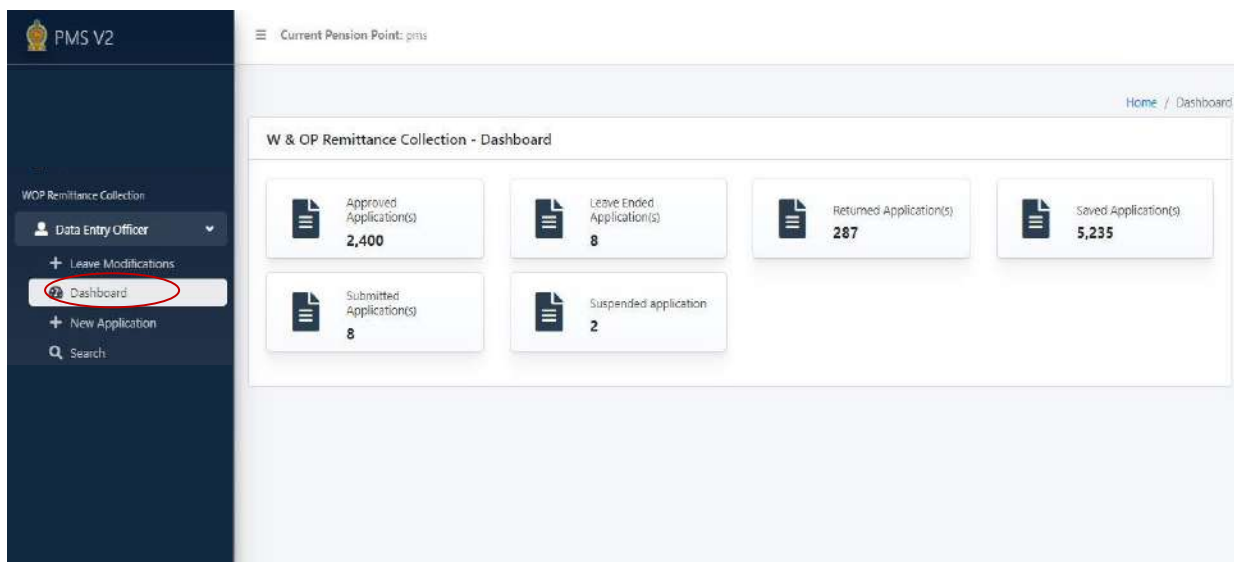 PMS V2
Current Pension Point: pms
Home / Dashboard
W & OP Remittance Collection - Dashboard
WOP Remittance Collection
Data Entry Officer
Leave Modifications
Dashboard
New Application
Search
Approved
Application(s)
2,400
Leave Ended
Application(s)
8
Returned Application(s)
287
Saved Application(s)
5,235
Submitted
Application(s)
8
Suspended application
2